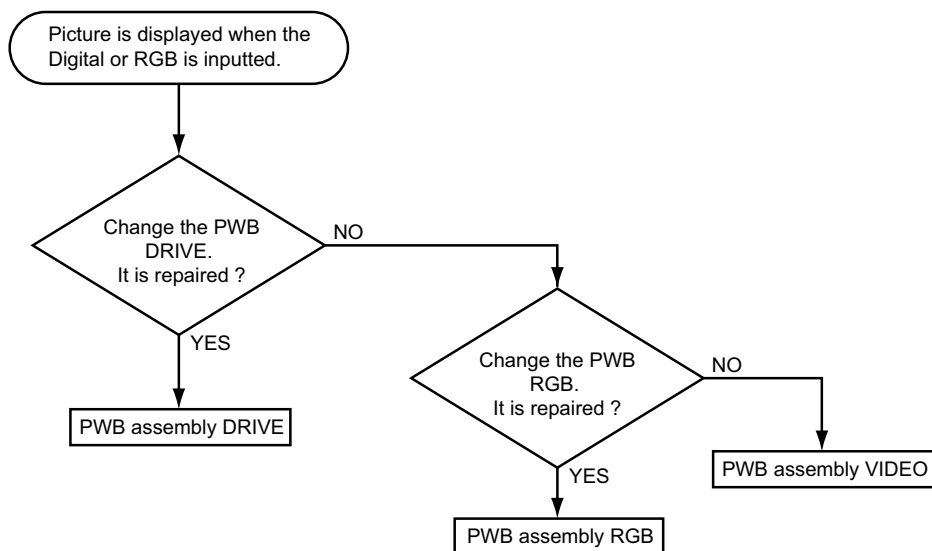 Picture is displayed when the
Digital or RGB is inputted.
Change the PWB
DRIVE.
It is repaired ?
NO
YES
PWB assembly DRIVE
Change the PWB
RGB.
It is repaired ?
NO
YES
PWB assembly VIDEO
PWB assembly RGB